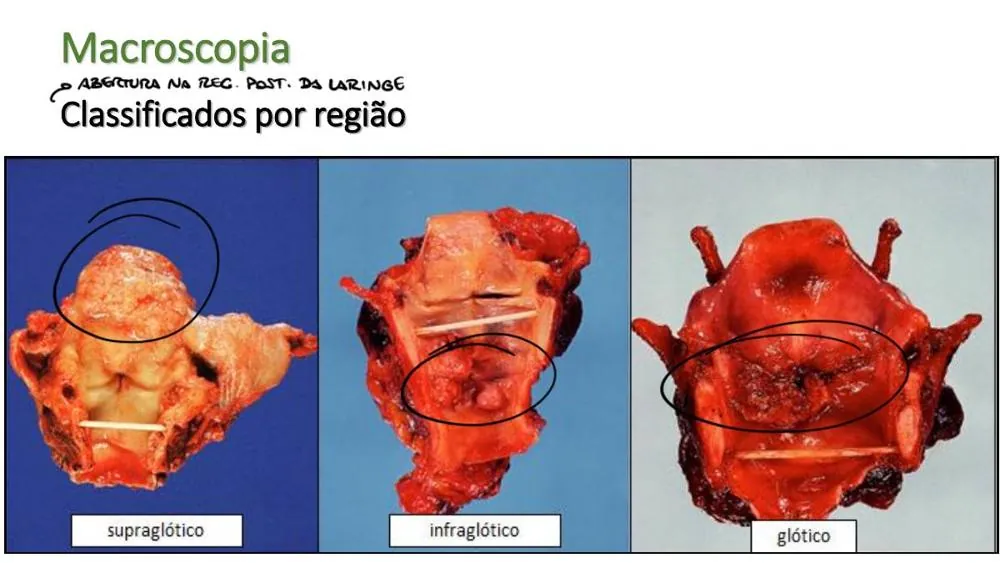 Macroscopia
ABERTURA NA REG. POST. DA LARINGE
Classificados por região
supraglótico
infraglótico
glótico